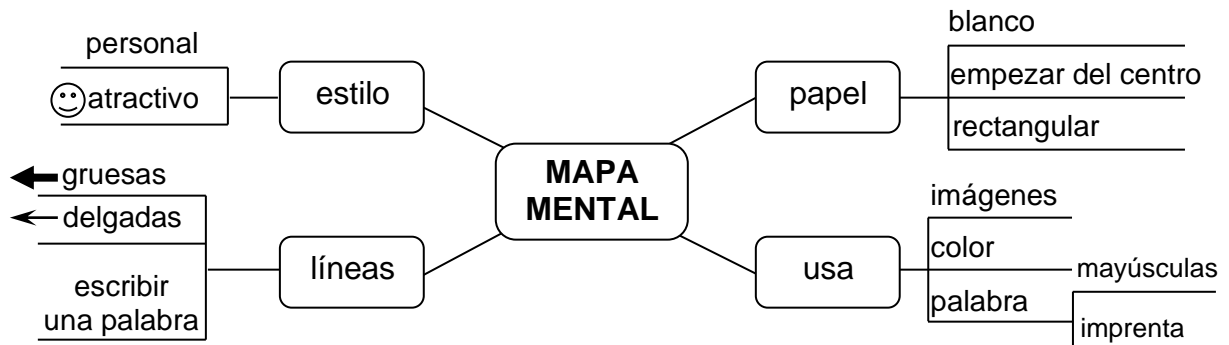 personal
atractivo
estilo
gruesas
delgadas
escribir
una palabra
líneas
MAPA
MENTAL
papel
blanco
empezar del centro
rectangular
usa
imágenes
color
palabra
mayúsculas
imprenta